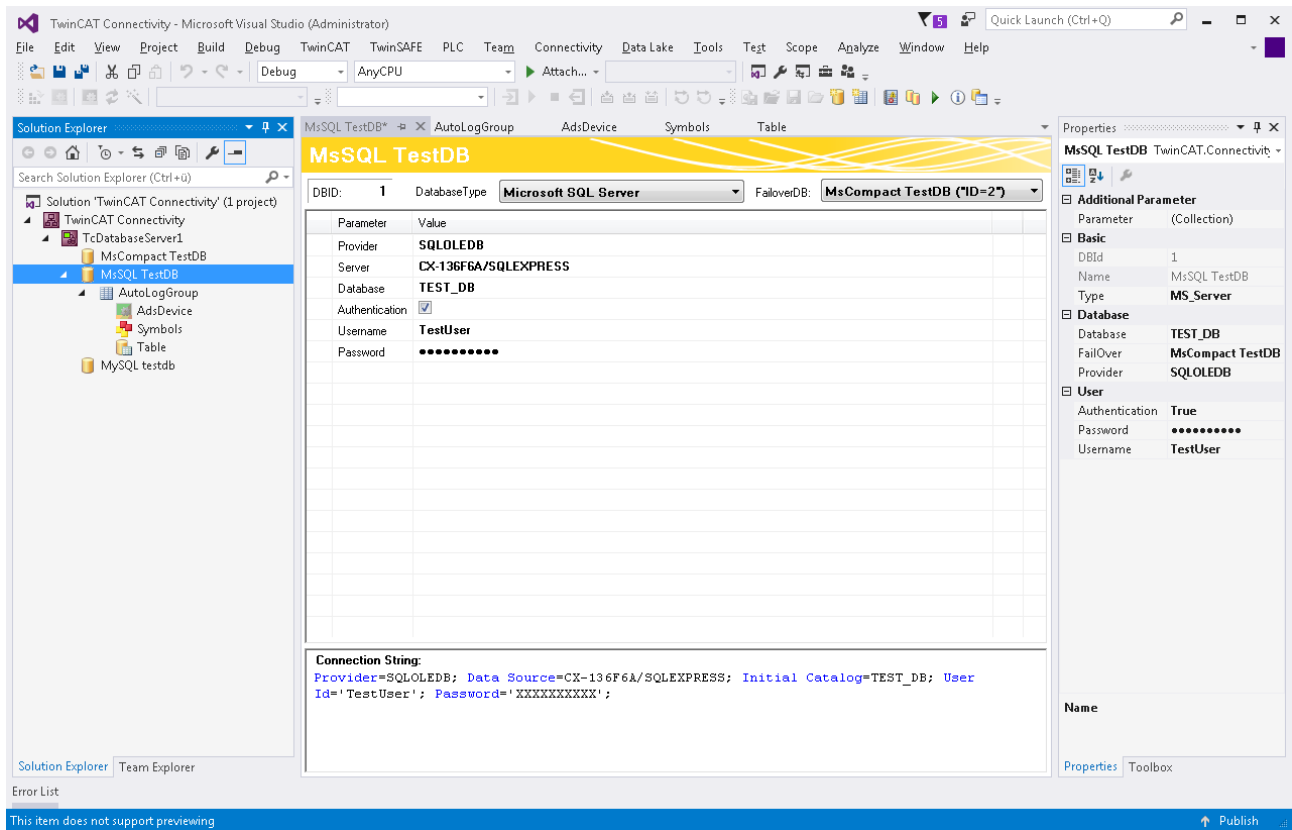 TwinCAT Connectivity - Microsoft Visual Studio (Administrator)
5
Quick Launch (Ctrl+Q)
File Edit View Project Build Debug TwinCAT TwinSAFE PLC Team Connectivity Data Lake Tools Test Scope Analyze Window Help
Debug AnyCPU Attach...
Solution Explorer
Search Solution Explorer (Ctrl+ü)
Solution 'TwinCAT Connectivity' (1 project)
TwinCAT Connectivity
TcDatabaseServer1
MsCompact TestDB
MsSQL TestDB
AutoLogGroup
AdsDevice
Symbols
Table
MySQL testdb
Solution Explorer Team Explorer
MsSQL TestDB* AutoLogGroup AdsDevice Symbols Table
MsSQL TestDB
DBID: 1 DatabaseType Microsoft SQL Server FailoverDB: MsCompact TestDB ("ID=2")
Parameter Value
Provider SQLOLEDB
Server CX-136F6A/SQLEXPRESS
Database TEST_DB
Authentication
Username TestUser
Password ●●●●●●●●●●
Connection String:
Provider=SQLOLEDB; Data Source=CX-136F6A/SQLEXPRESS; Initial Catalog=TEST_DB; User
Id='TestUser'; Password='XXXXXXXXXX';
Properties
MsSQL TestDB TwinCAT.Connectivity
Additional Parameter
Parameter (Collection)
Basic
DBId 1
Name MsSQL TestDB
Type MS_Server
Database
Database TEST_DB
FailOver MsCompact TestDB
Provider SQLOLEDB
User
Authentication True
Password ●●●●●●●●●●
Username TestUser
Name
Properties Toolbox
Error List
This item does not support previewing
Publish